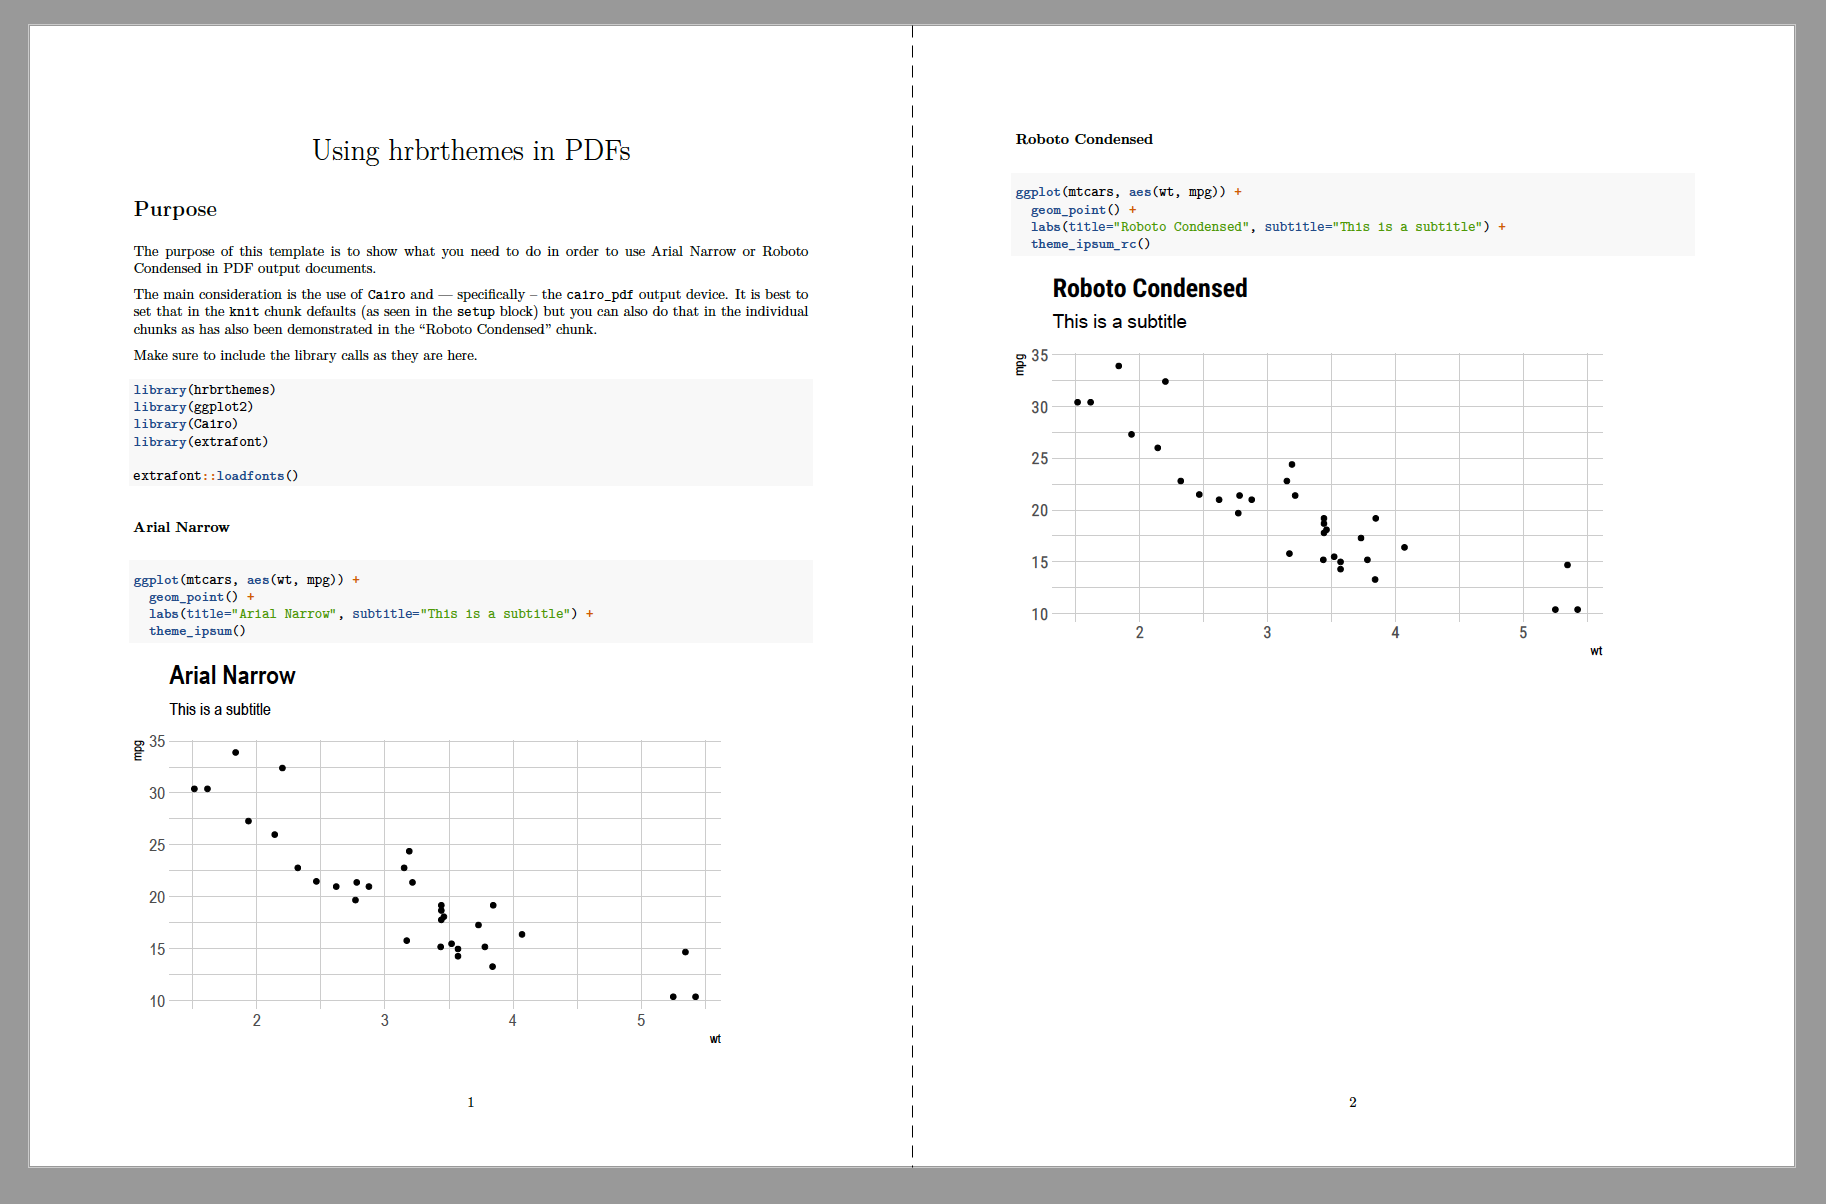 Using hrbrthemes in PDFs
Purpose
The purpose of this template is to show what you need to do in order to use Arial Narrow or Roboto
Condensed in PDF output documents.
The main consideration is the use of Cairo and — specifically – the cairo_pdf output device. It is best to
set that in the knit chunk defaults (as seen in the setup block) but you can also do that in the individual
chunks as has also been demonstrated in the “Roboto Condensed” chunk.
Make sure to include the library calls as they are here.
library(hrbrthemes)
library(ggplot2)
library(Cairo)
library(extrafont)
extrafont::loadfonts()
Arial Narrow
ggplot(mtcars, aes(wt, mpg)) +
  geom_point() +
  labs(title="Arial Narrow", subtitle="This is a subtitle") +
  theme_ipsum()
Arial Narrow
This is a subtitle
mpg
35
30
25
20
15
10
2 3 4 5
wt
1
Roboto Condensed
ggplot(mtcars, aes(wt, mpg)) +
  geom_point() +
  labs(title="Roboto Condensed", subtitle="This is a subtitle") +
  theme_ipsum_rc()
Roboto Condensed
This is a subtitle
mpg
35
30
25
20
15
10
2 3 4 5
wt
2